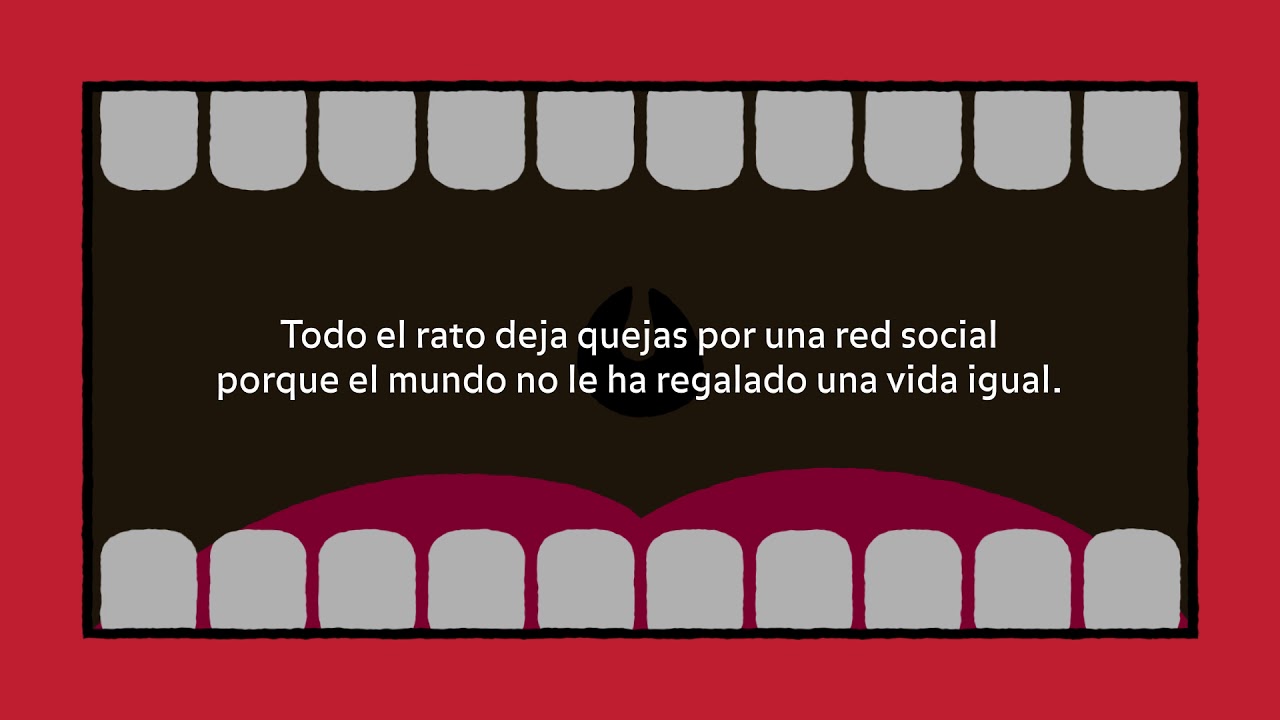 Todo el rato deja quejas por una red social
porque el mundo no le ha regalado una vida igual.